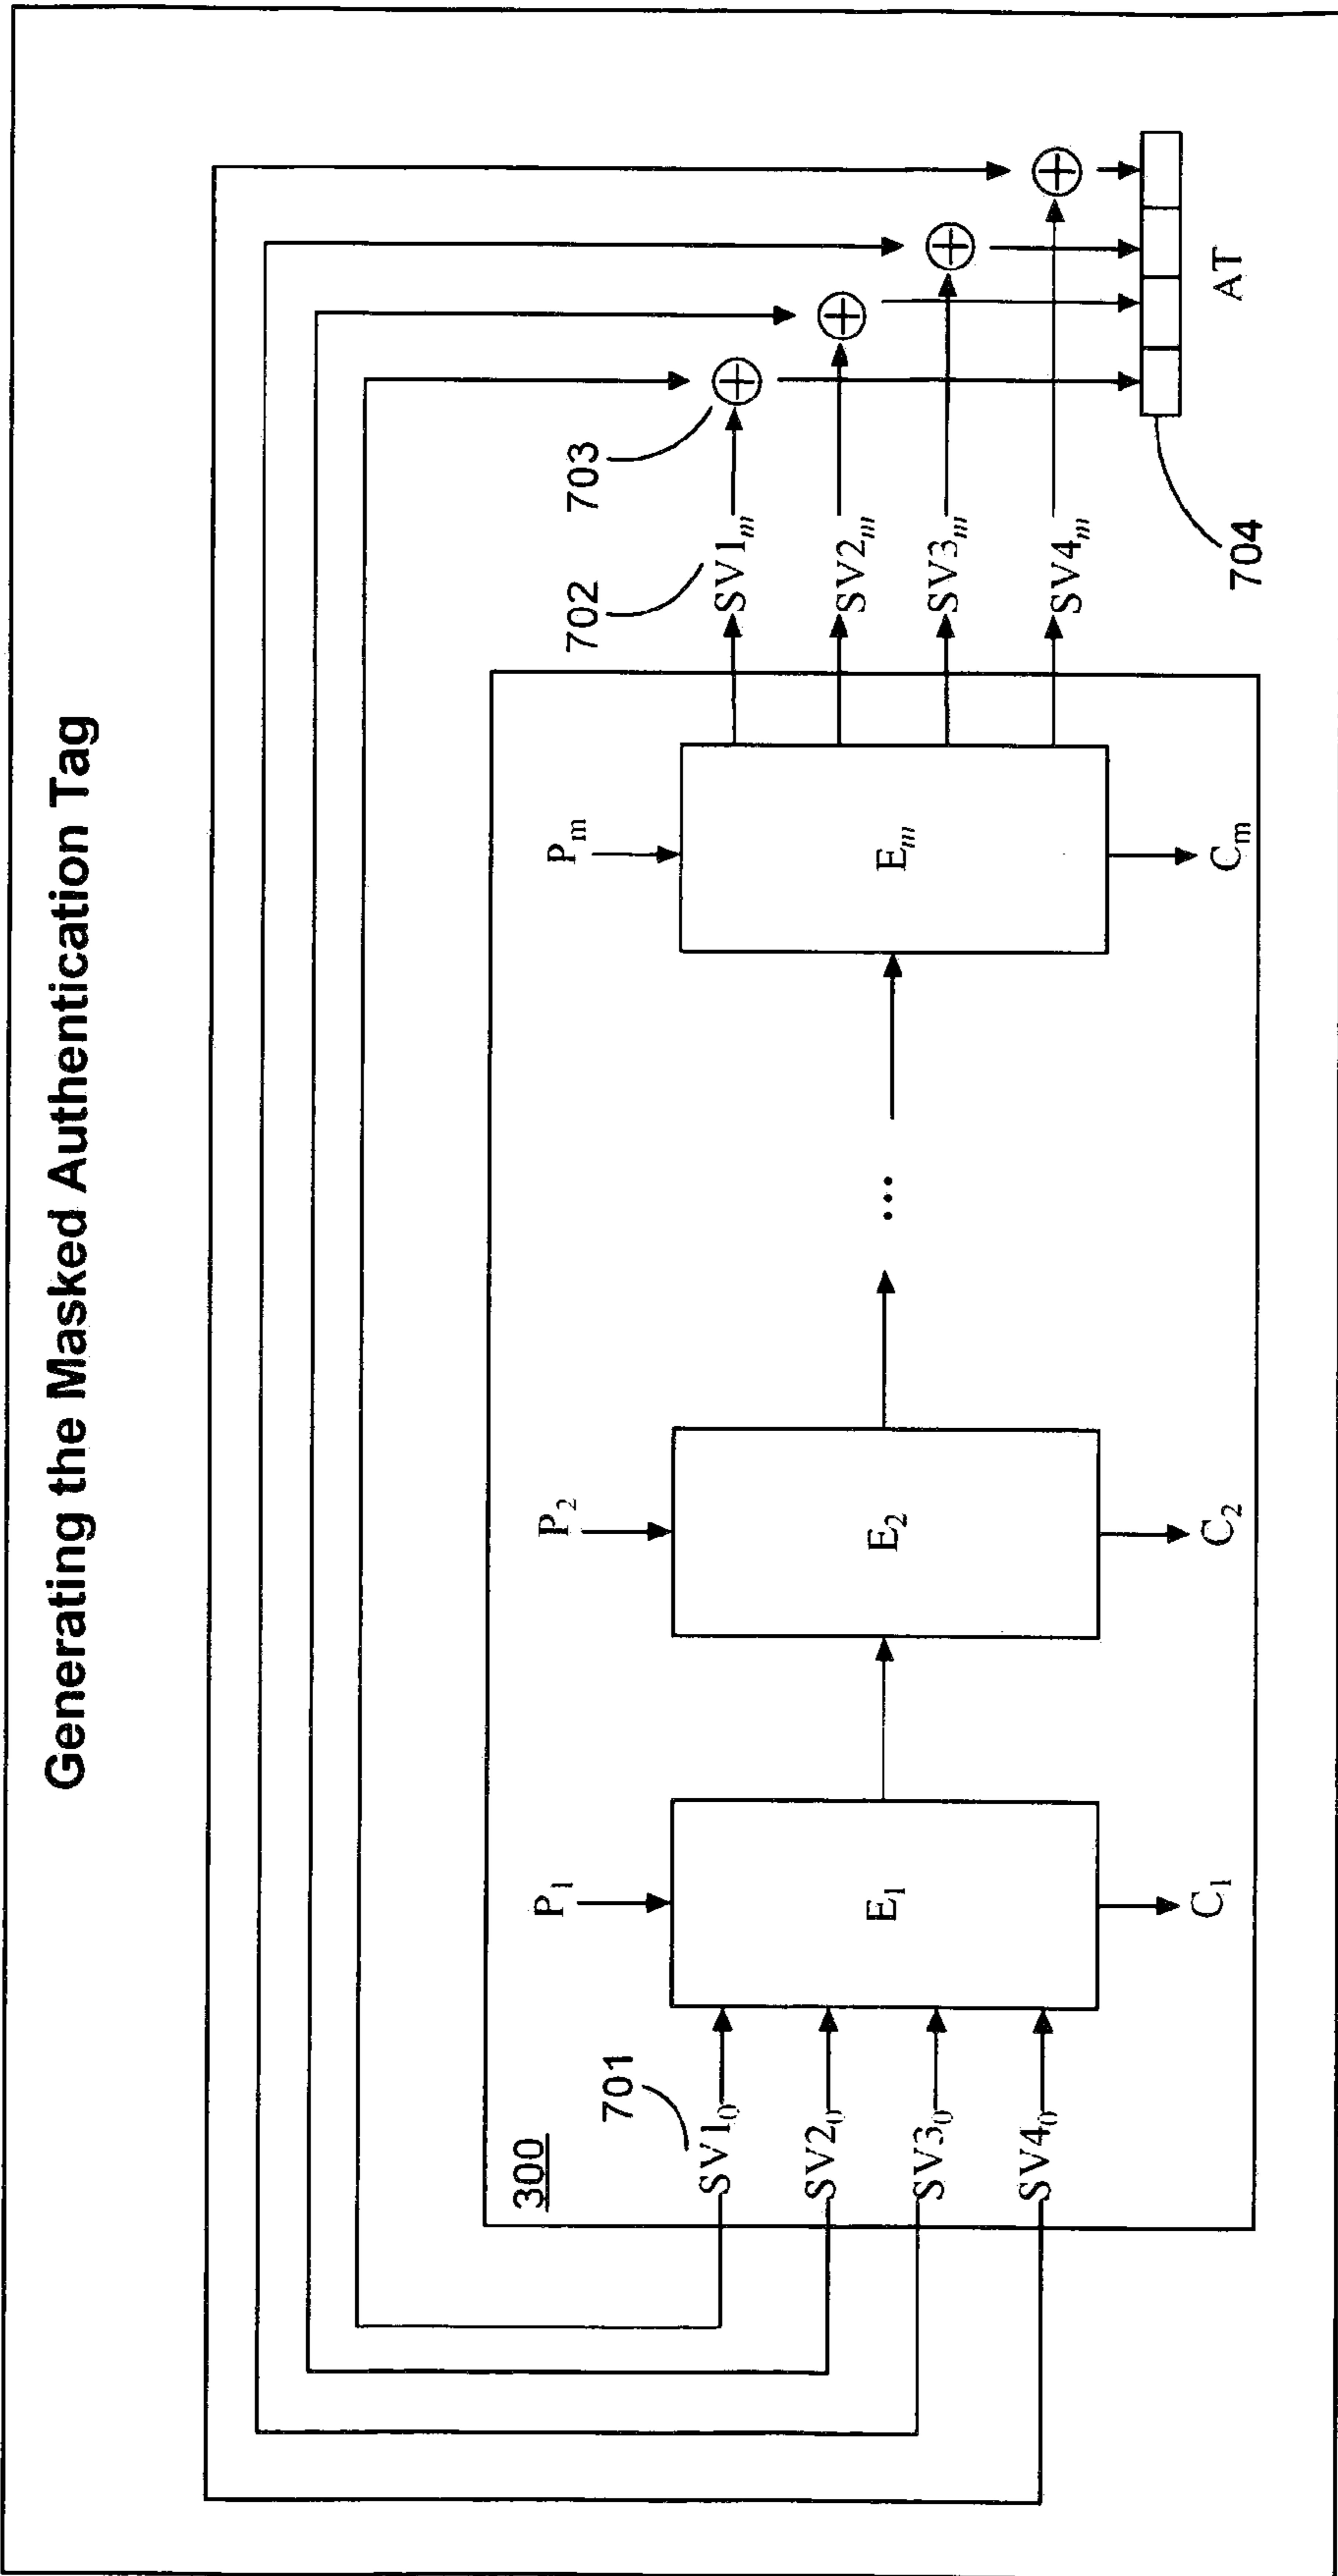 Generating the Masked Authentication Tag
300
701
SV1₀
SV2₀
SV3₀
SV4₀
P₁
E₁
C₁
P₂
E₂
C₂
...
Pₘ
Eₘ
Cₘ
702
SV1ₘ
SV2ₘ
SV3ₘ
SV4ₘ
703
704
AT